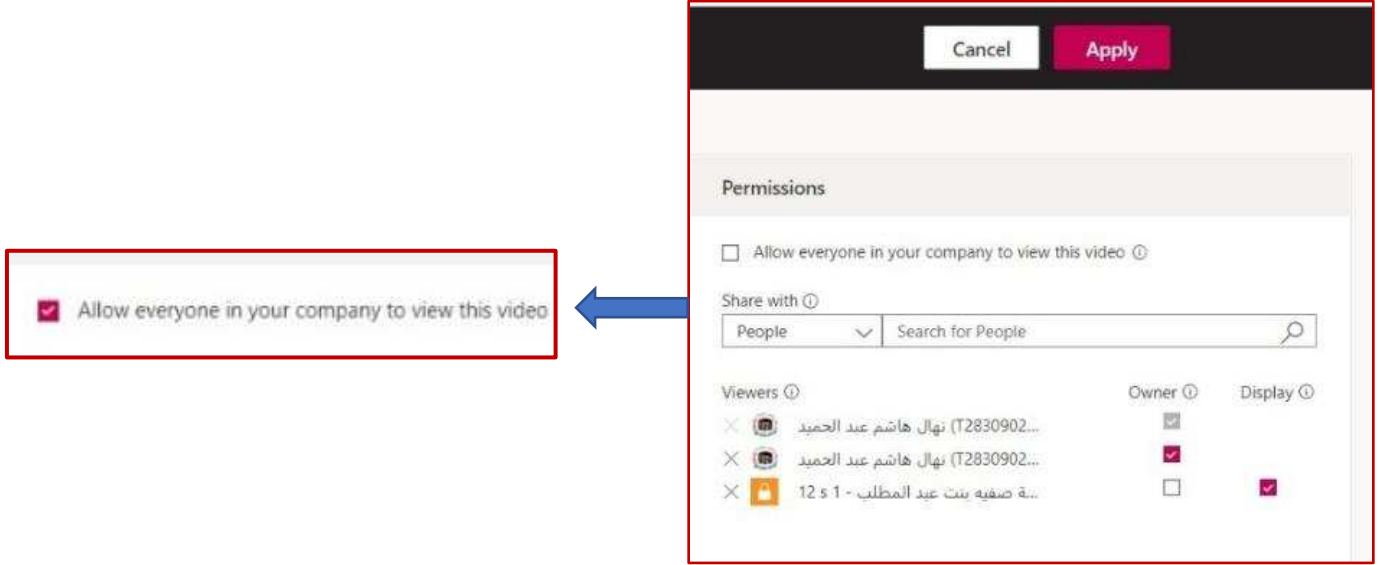 Cancel Apply
Permissions
Allow everyone in your company to view this video
Share with
People Search for People
Viewers Owner Display
نهال هاشم عبد الحميد (T2830902...
نهال هاشم عبد الحميد (T2830902...
...ة صفيه بنت عبد المطلب - 12 s 1
Allow everyone in your company to view this video